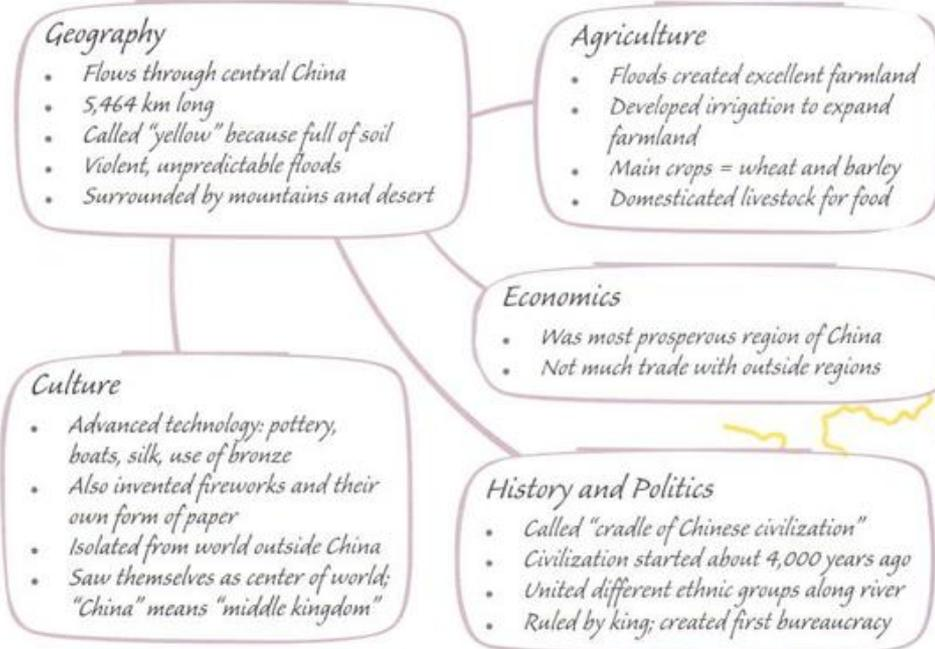 Geography
• Flows through central China
• 5,464 km long
• Called "yellow" because full of soil
• Violent, unpredictable floods
• Surrounded by mountains and desert
Agriculture
• Floods created excellent farmland
• Developed irrigation to expand
farmland
• Main crops = wheat and barley
• Domesticated livestock for food
Economics
• Was most prosperous region of China
• Not much trade with outside regions
Culture
• Advanced technology: pottery,
boats, silk, use of bronze
• Also invented fireworks and their
own form of paper
• Isolated from world outside China
• Saw themselves as center of world;
"China" means "middle kingdom"
History and Politics
• Called "cradle of Chinese civilization"
• Civilization started about 4,000 years ago
• United different ethnic groups along river
• Ruled by king; created first bureaucracy